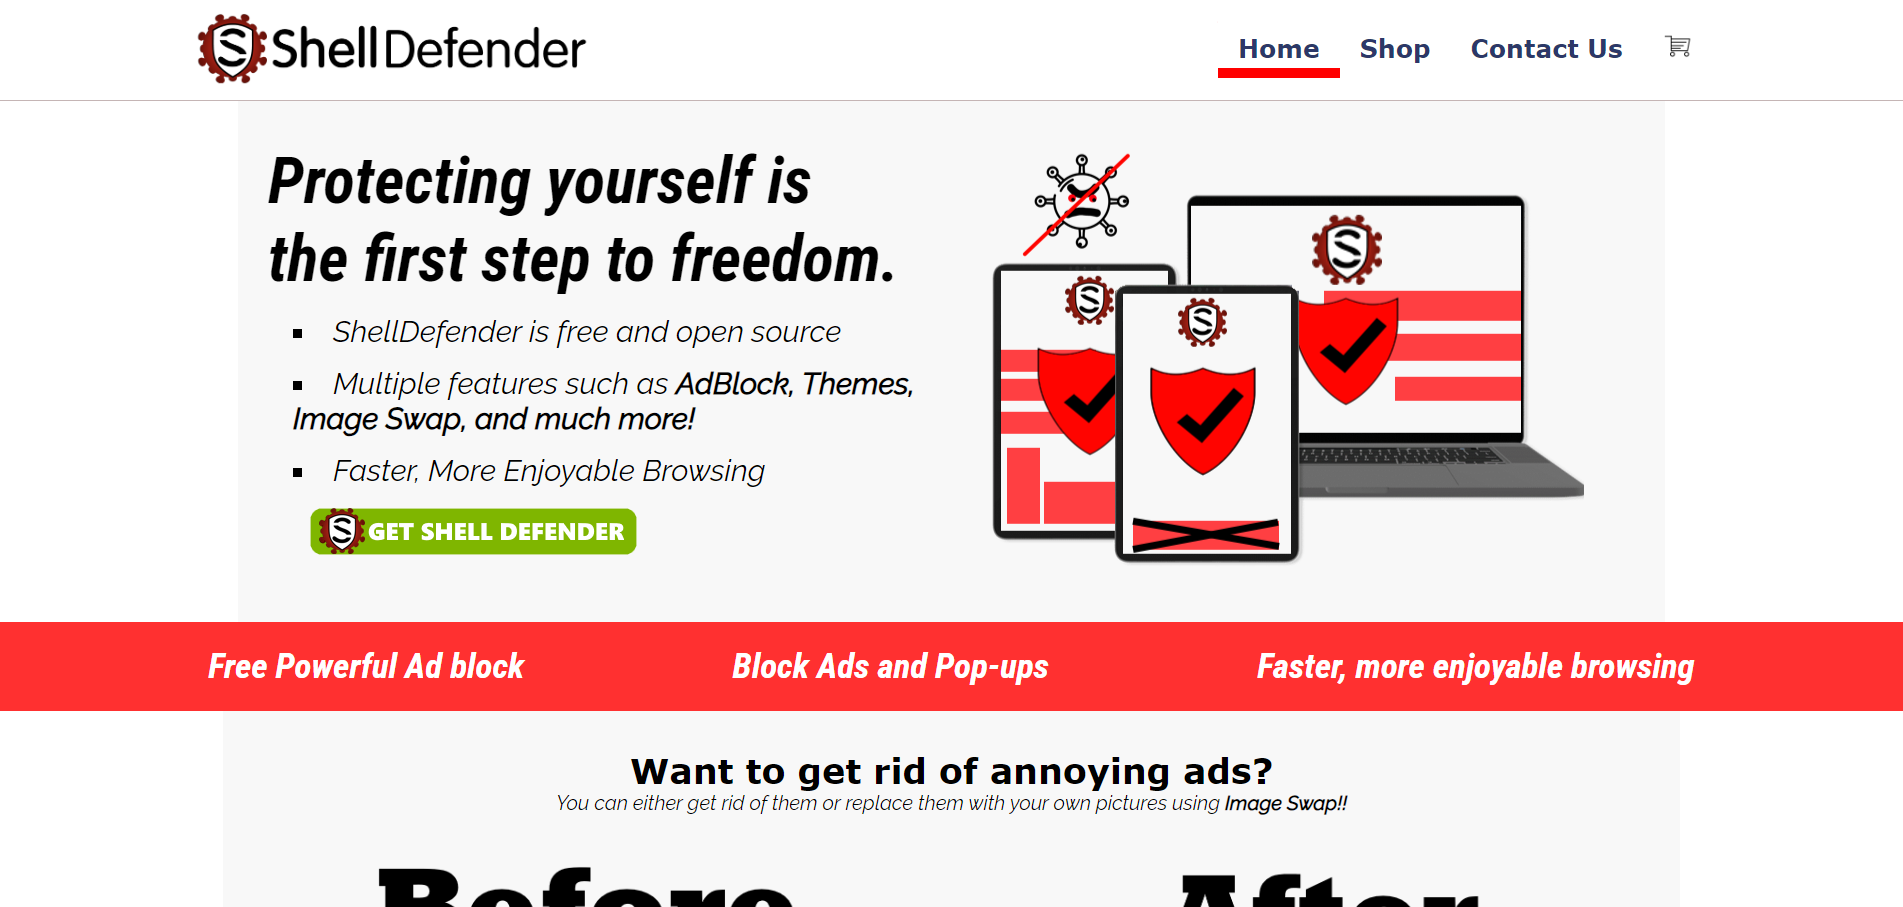 ShellDefender
Home Shop Contact Us
Protecting yourself is
the first step to freedom.
ShellDefender is free and open source
Multiple features such as AdBlock, Themes,
Image Swap, and much more!
Faster, More Enjoyable Browsing
GET SHELL DEFENDER
Free Powerful Ad block
Block Ads and Pop-ups
Faster, more enjoyable browsing
Want to get rid of annoying ads?
You can either get rid of them or replace them with your own pictures using Image Swap!!
Before
After